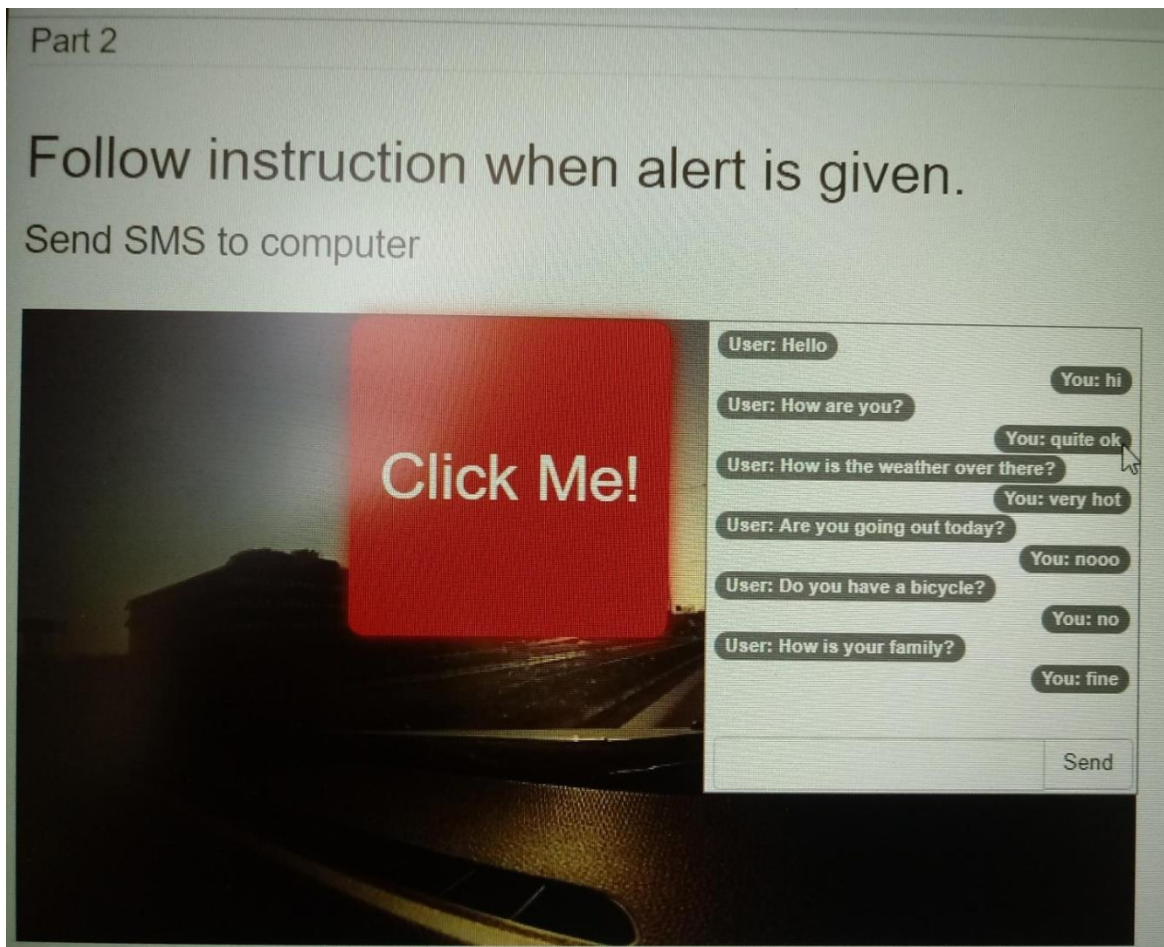 Part 2
Follow instruction when alert is given.
Send SMS to computer
Click Me!
User: Hello
You: hi
User: How are you?
You: quite ok
User: How is the weather over there?
You: very hot
User: Are you going out today?
You: nooo
User: Do you have a bicycle?
You: no
User: How is your family?
You: fine
Send